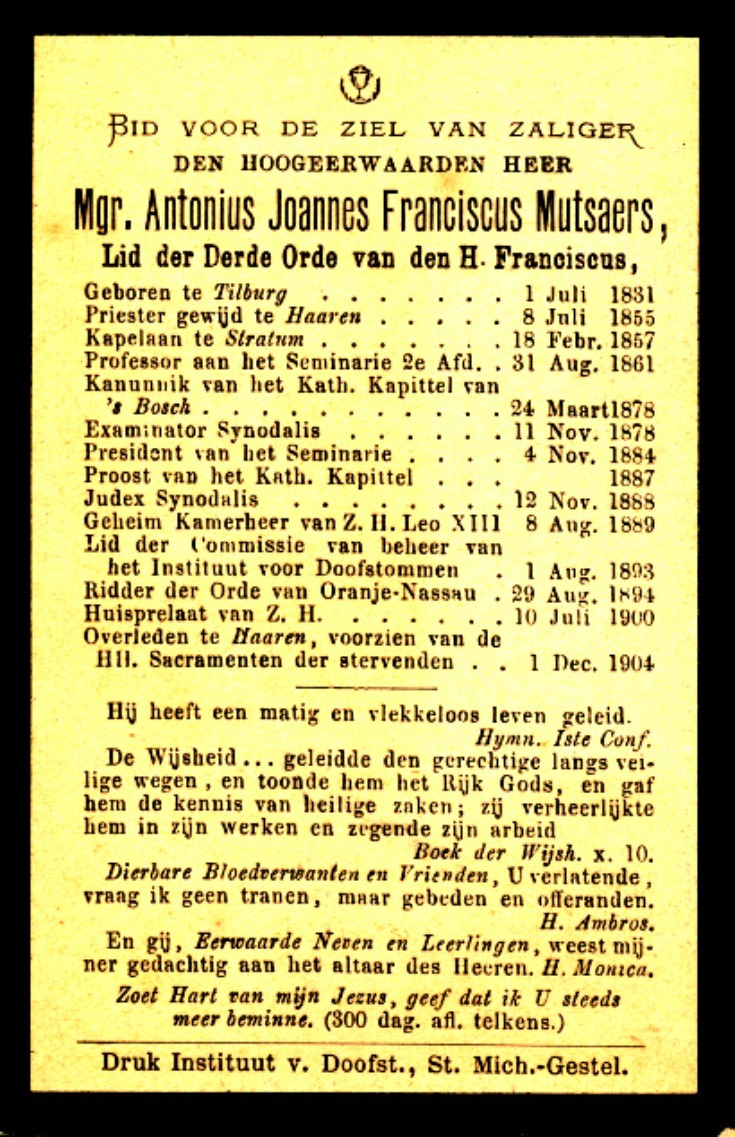 BID VOOR DE ZIEL VAN ZALIGER
DEN HOOGEERWAARDEN HEER
Mgr. Antonius Joannes Franciscus Mutsaers,
Lid der Derde Orde van den H. Franciscus,
Geboren te Tilburg . . . . . . . 1 Juli 1831
Priester gewijd te Haaren . . . . . 8 Juli 1855
Kapelaan te Stratum . . . . . . . 18 Febr. 1857
Professor aan het Seminarie 2e Afd. . 31 Aug. 1861
Kanunnik van het Kath. Kapittel van
's Bosch . . . . . . . . . . . 24 Maart 1878
Examinator Synodalis . . . . . . 11 Nov. 1878
President van het Seminarie . . . . 4 Nov. 1884
Proost van het Kath. Kapittel . . . 1887
Judex Synodalis . . . . . . . . 12 Nov. 1888
Geheim Kamerheer van Z. H. Leo XIII 8 Aug. 1889
Lid der Commissie van beheer van
het Instituut voor Doofstommen . 1 Aug. 1893
Ridder der Orde van Oranje-Nassau . 29 Aug. 1894
Huisprelaat van Z. H. . . . . . . 10 Juli 1900
Overleden te Haaren, voorzien van de
HH. Sacramenten der stervenden . . 1 Dec. 1904
Hij heeft een matig en vlekkeloos leven geleid.
Hymn. Iste Conf.
De Wijsheid ... geleidde den gerechtige langs vei-
lige wegen, en toonde hem het Rijk Gods, en gaf
hem de kennis van heilige zaken; zij verheerlijkte
hem in zijn werken en zegende zijn arbeid
Boek der Wijsh. x. 10.
Dierbare Bloedverwanten en Vrienden, U verlatende,
vraag ik geen tranen, maar gebeden en offeranden.
H. Ambros.
En gij, Eerwaarde Neven en Leerlingen, weest mij-
ner gedachtig aan het altaar des Heeren. H. Monica.
Zoet Hart van mijn Jezus, geef dat ik U steeds
meer beminne. (300 dag. afl. telkens.)
Druk Instituut v. Doofst., St. Mich.-Gestel.